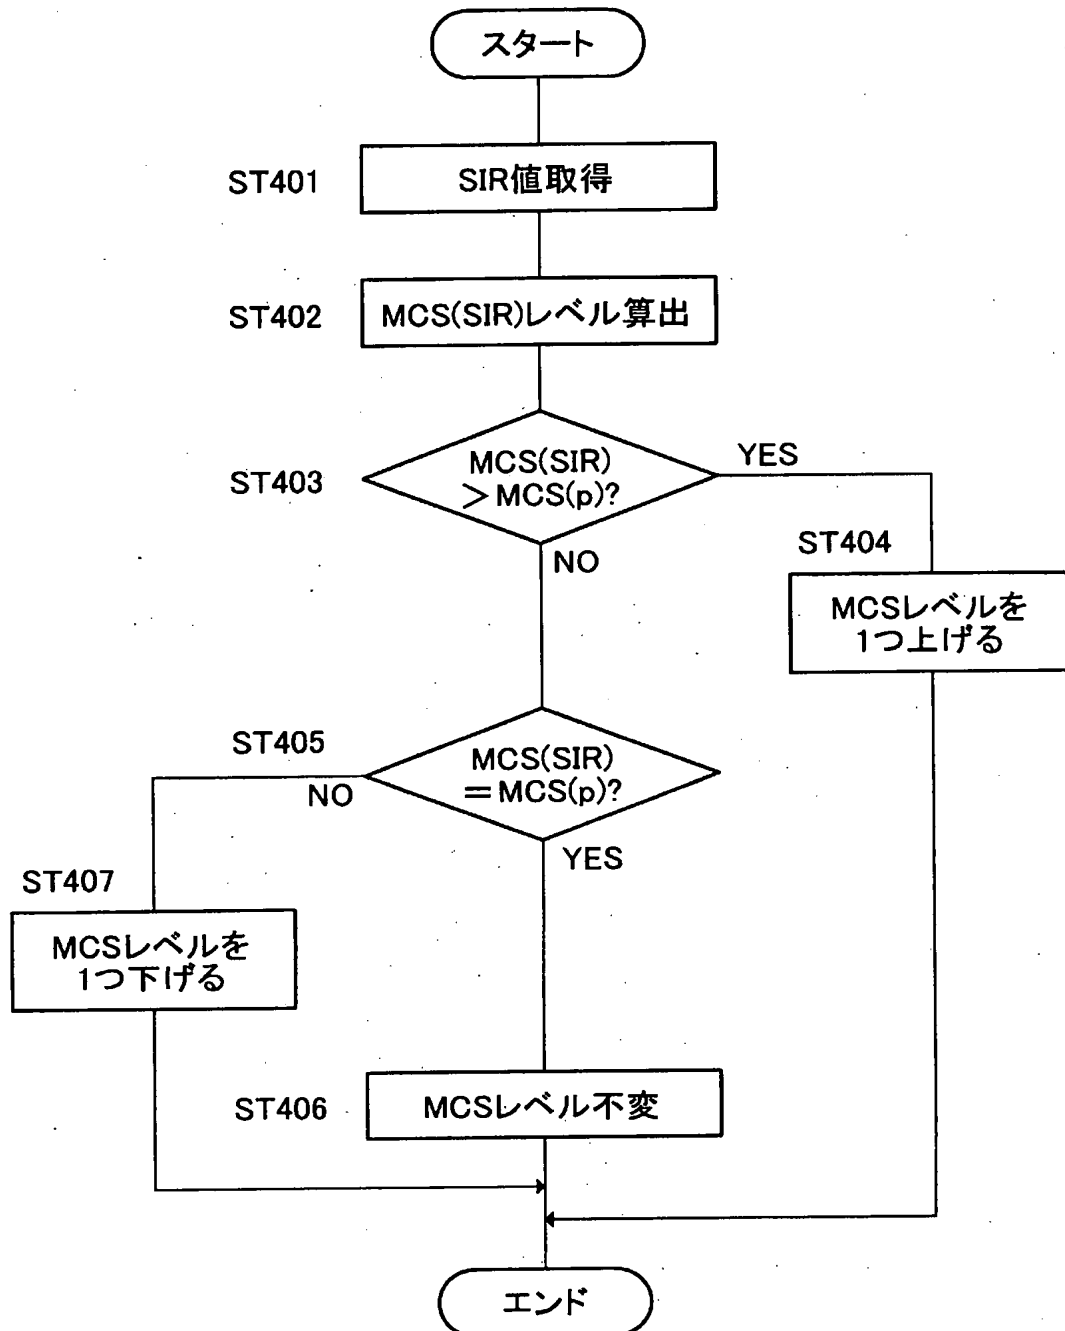 スタート
ST401
SIR値取得
ST402
MCS(SIR)レベル算出
ST403
MCS(SIR)
＞MCS(p)?
YES
NO
ST404
MCSレベルを
1つ上げる
ST405
MCS(SIR)
＝MCS(p)?
NO
YES
ST407
MCSレベルを
1つ下げる
ST406
MCSレベル不変
エンド